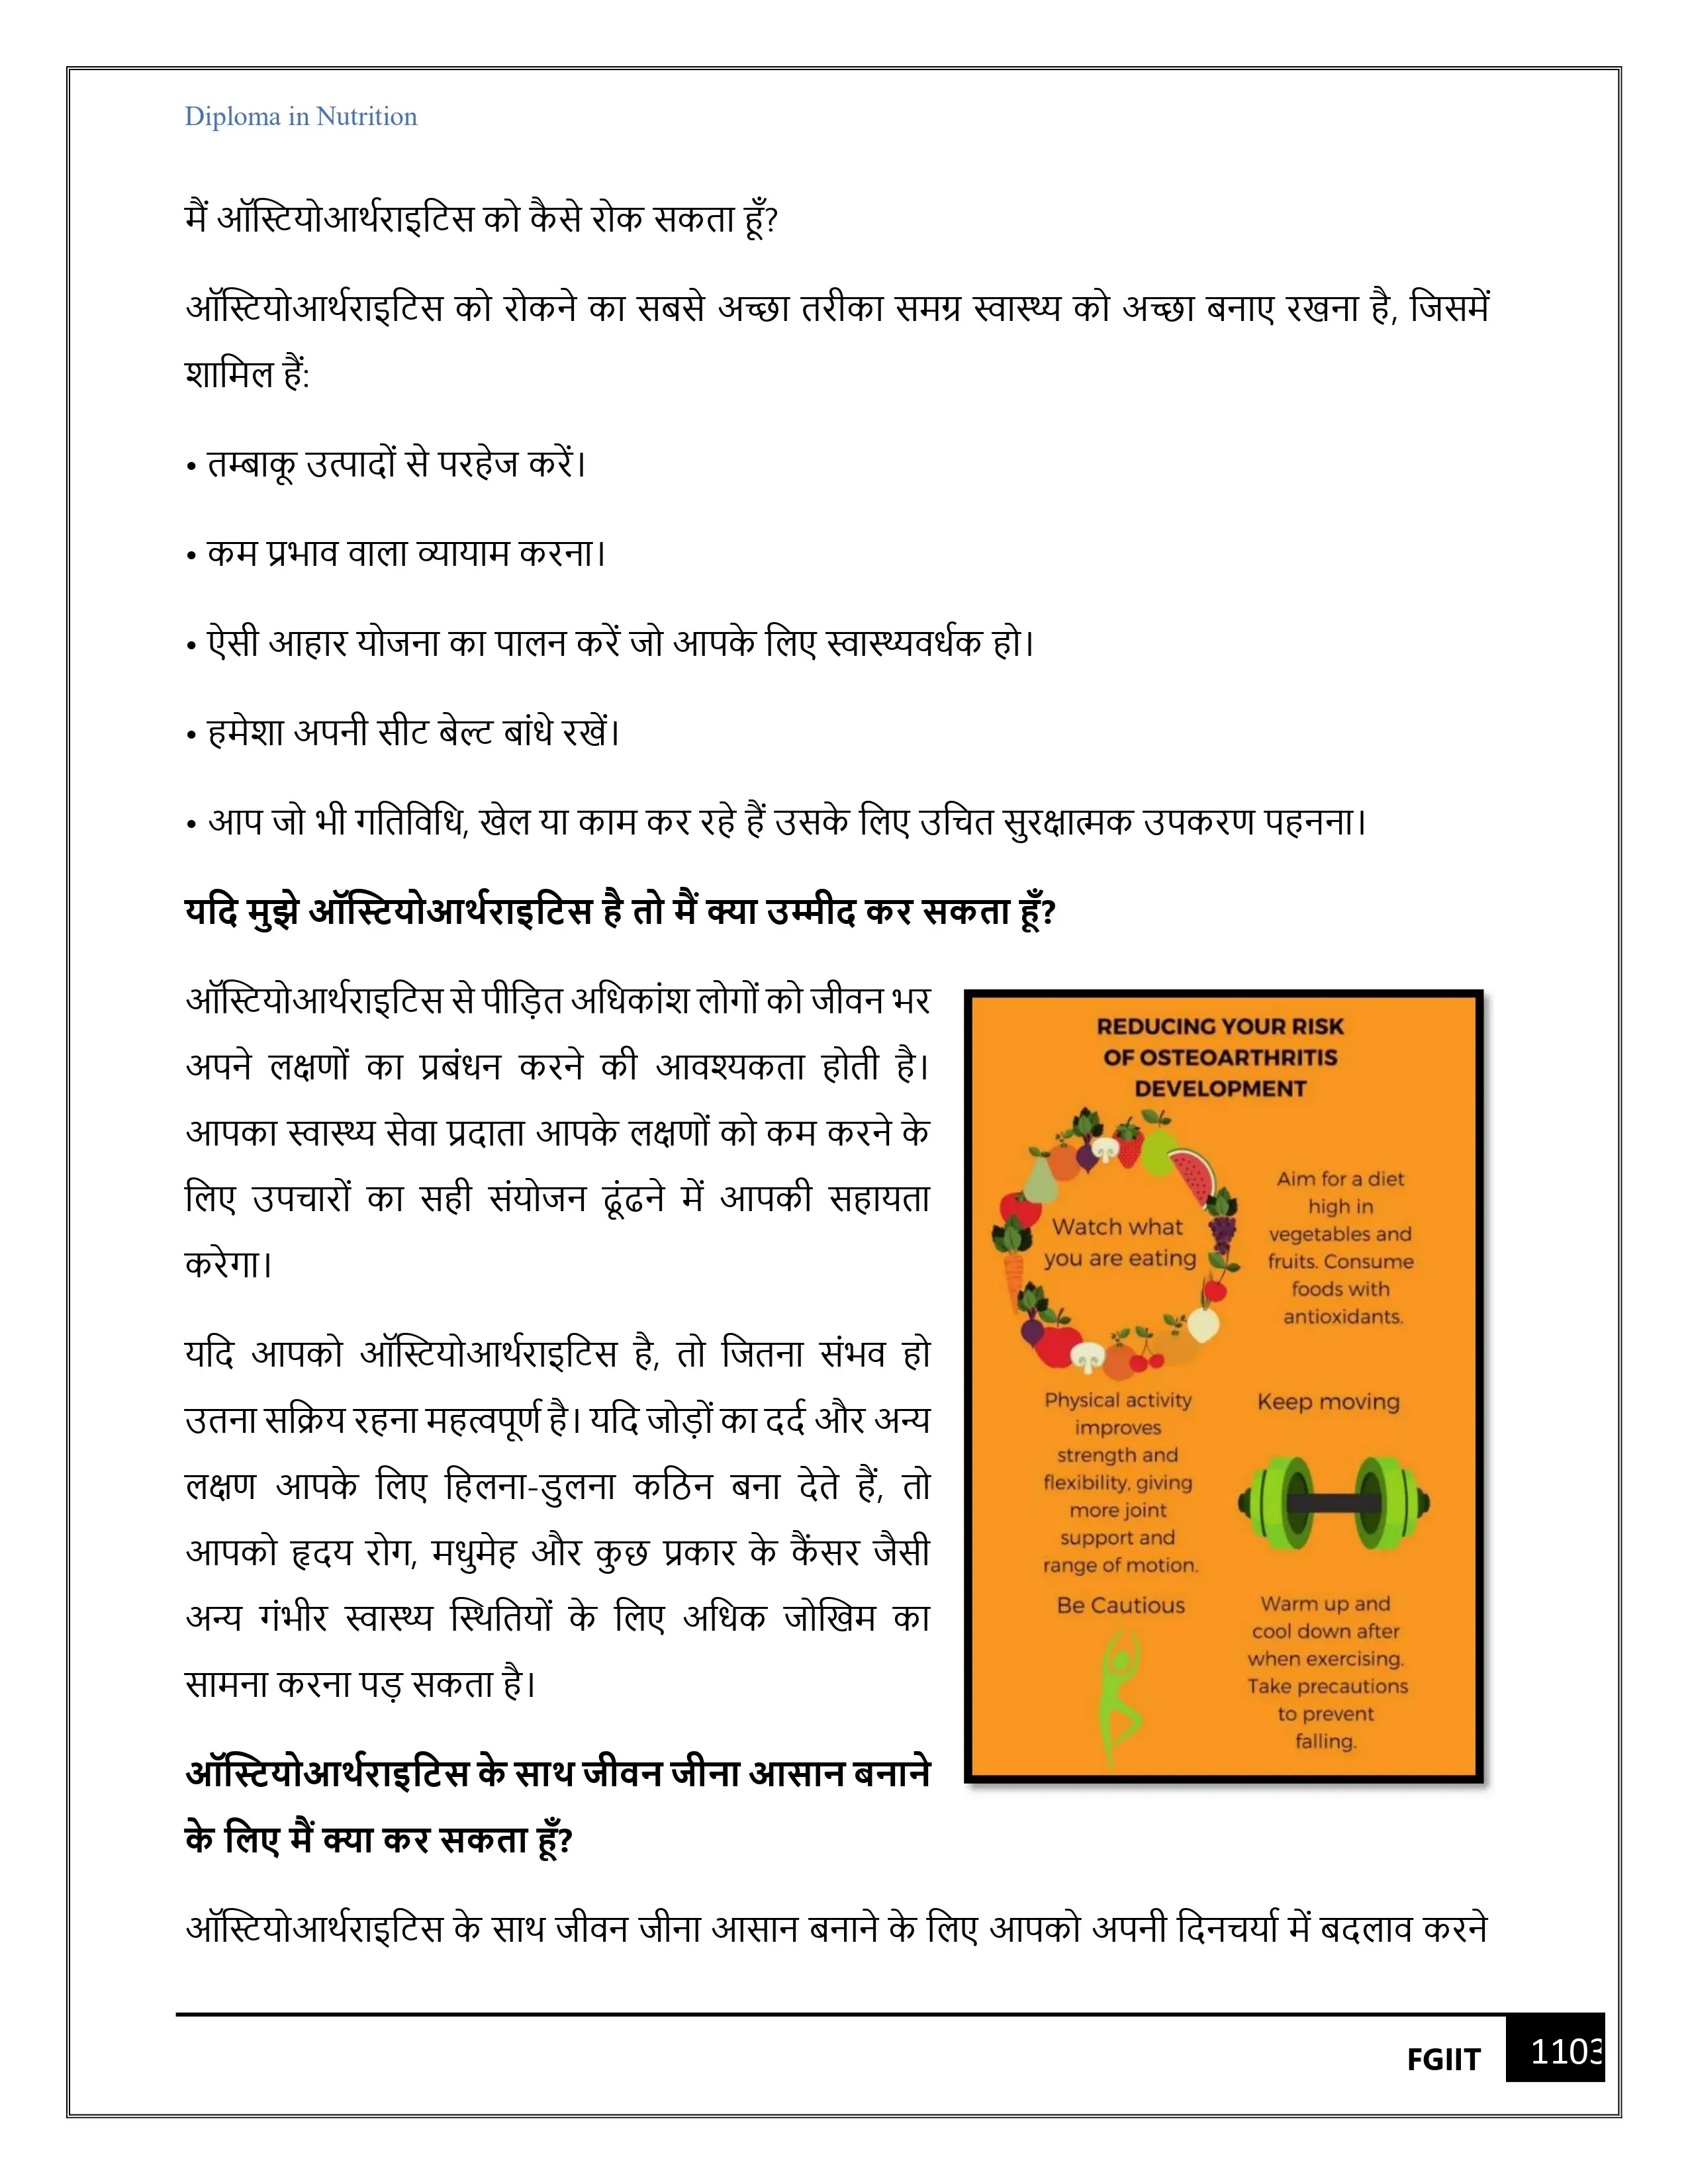 Diploma in Nutrition
मैं ऑस्टियोआर्थराइटिस को कैसे रोक सकता हूँ?
ऑस्टियोआर्थराइटिस को रोकने का सबसे अच्छा तरीका समग्र स्वास्थ्य को अच्छा बनाए रखना है, जिसमें
शामिल हैं:
• तम्बाकू उत्पादों से परहेज करें।
• कम प्रभाव वाला व्यायाम करना।
• ऐसी आहार योजना का पालन करें जो आपके लिए स्वास्थ्यवर्धक हो।
• हमेशा अपनी सीट बेल्ट बांधे रखें।
• आप जो भी गतिविधि, खेल या काम कर रहे हैं उसके लिए उचित सुरक्षात्मक उपकरण पहनना।
यदि मुझे ऑस्टियोआर्थराइटिस है तो मैं क्या उम्मीद कर सकता हूँ?
ऑस्टियोआर्थराइटिस से पीड़ित अधिकांश लोगों को जीवन भर
अपने लक्षणों का प्रबंधन करने की आवश्यकता होती है।
आपका स्वास्थ्य सेवा प्रदाता आपके लक्षणों को कम करने के
लिए उपचारों का सही संयोजन ढूंढने में आपकी सहायता
करेगा।
यदि आपको ऑस्टियोआर्थराइटिस है, तो जितना संभव हो
उतना सक्रिय रहना महत्वपूर्ण है। यदि जोड़ों का दर्द और अन्य
लक्षण आपके लिए हिलना-डुलना कठिन बना देते हैं, तो
आपको हृदय रोग, मधुमेह और कुछ प्रकार के कैंसर जैसी
अन्य गंभीर स्वास्थ्य स्थितियों के लिए अधिक जोखिम का
सामना करना पड़ सकता है।
REDUCING YOUR RISK
OF OSTEOARTHRITIS
DEVELOPMENT
Watch what
you are eating
Aim for a diet
high in
vegetables and
fruits. Consume
foods with
antioxidants.
Physical activity
improves
strength and
flexibility, giving
more joint
support and
range of motion.
Keep moving
Be Cautious
Warm up and
cool down after
when exercising.
Take precautions
to prevent
falling.
ऑस्टियोआर्थराइटिस के साथ जीवन जीना आसान बनाने
के लिए मैं क्या कर सकता हूँ?
ऑस्टियोआर्थराइटिस के साथ जीवन जीना आसान बनाने के लिए आपको अपनी दिनचर्या में बदलाव करने
FGIIT
1103